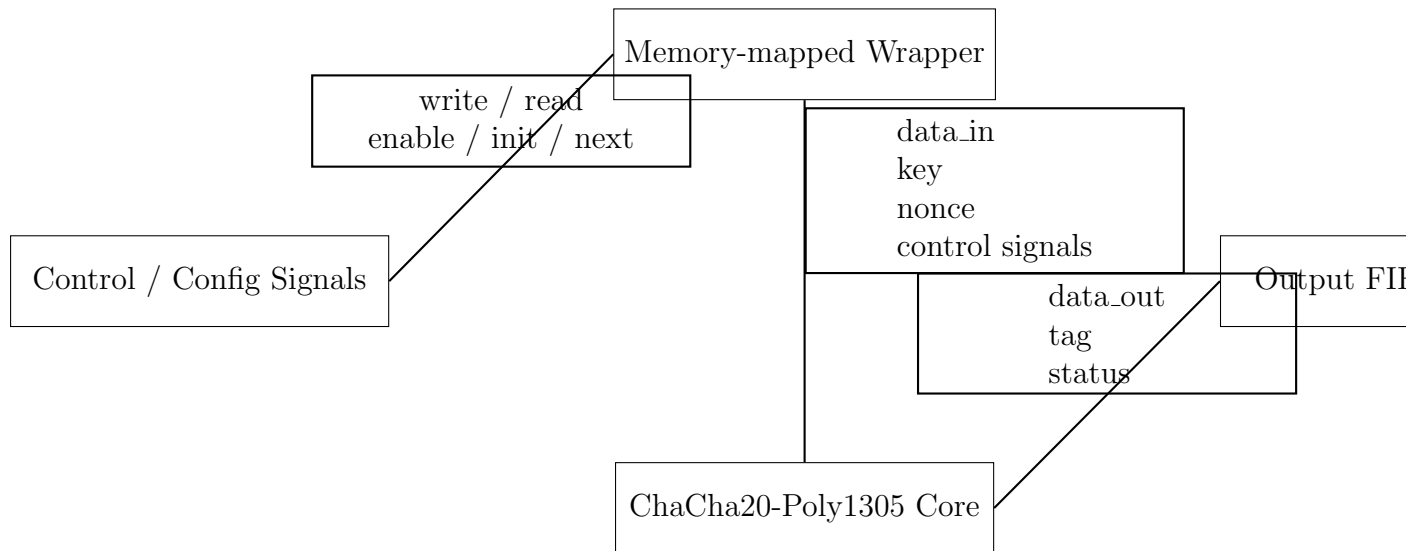 Memory-mapped Wrapper
write / read
enable / init / next
data_in
key
nonce
control signals
Control / Config Signals
Output
data_out
tag
status
ChaCha20-Poly1305 Core